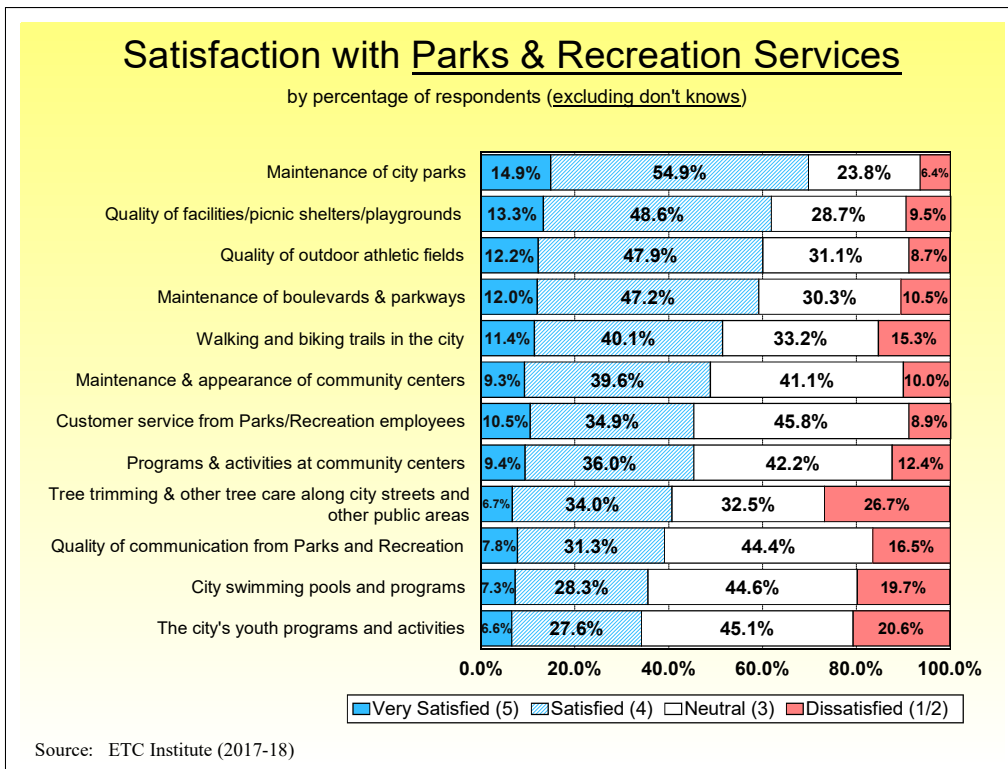 Satisfaction with Parks & Recreation Services
by percentage of respondents (excluding don't knows)
Maintenance of city parks 14.9% 54.9% 23.8% 6.4%
Quality of facilities/picnic shelters/playgrounds 13.3% 48.6% 28.7% 9.5%
Quality of outdoor athletic fields 12.2% 47.9% 31.1% 8.7%
Maintenance of boulevards & parkways 12.0% 47.2% 30.3% 10.5%
Walking and biking trails in the city 11.4% 40.1% 33.2% 15.3%
Maintenance & appearance of community centers 9.3% 39.6% 41.1% 10.0%
Customer service from Parks/Recreation employees 10.5% 34.9% 45.8% 8.9%
Programs & activities at community centers 9.4% 36.0% 42.2% 12.4%
Tree trimming & other tree care along city streets and
other public areas 6.7% 34.0% 32.5% 26.7%
Quality of communication from Parks and Recreation 7.8% 31.3% 44.4% 16.5%
City swimming pools and programs 7.3% 28.3% 44.6% 19.7%
The city's youth programs and activities 6.6% 27.6% 45.1% 20.6%
0.0% 20.0% 40.0% 60.0% 80.0% 100.0%
Very Satisfied (5) Satisfied (4) Neutral (3) Dissatisfied (1/2)
Source: ETC Institute (2017-18)